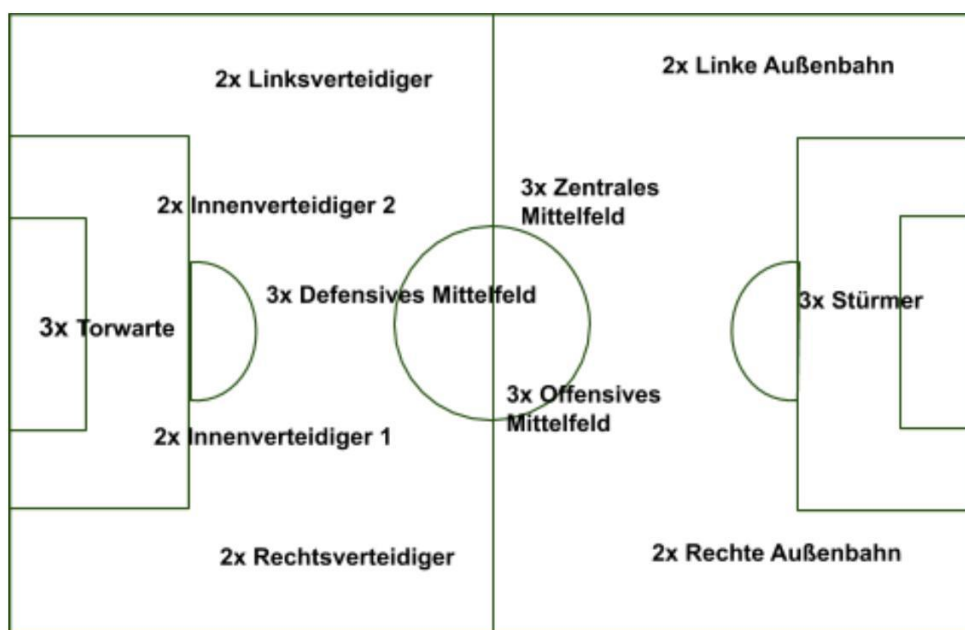 2x Linksverteidiger
2x Linke Außenbahn
2x Innenverteidiger 2
3x Zentrales
Mittelfeld
3x Defensives Mittelfeld
3x Torwarte
3x Stürmer
3x Offensives
Mittelfeld
2x Innenverteidiger 1
2x Rechtsverteidiger
2x Rechte Außenbahn